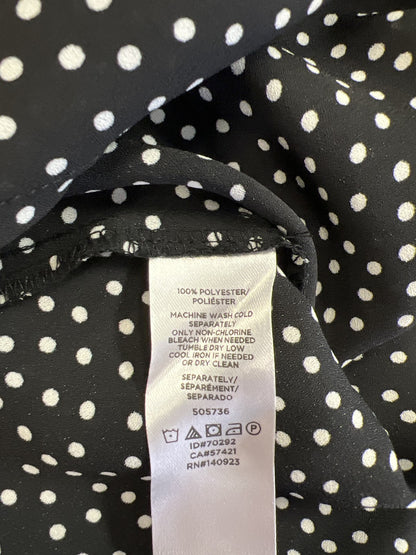 100% POLYESTER/
POLIÉSTER
MACHINE WASH COLD
SEPARATELY
ONLY NON-CHLORINE
BLEACH WHEN NEEDED
TUMBLE DRY LOW
COOL IRON IF NEEDED
OR DRY CLEAN
SEPARATELY/
SÉPARÉMENT/
SEPARADO
505736
ID#70292
CA#57421
RN#140923